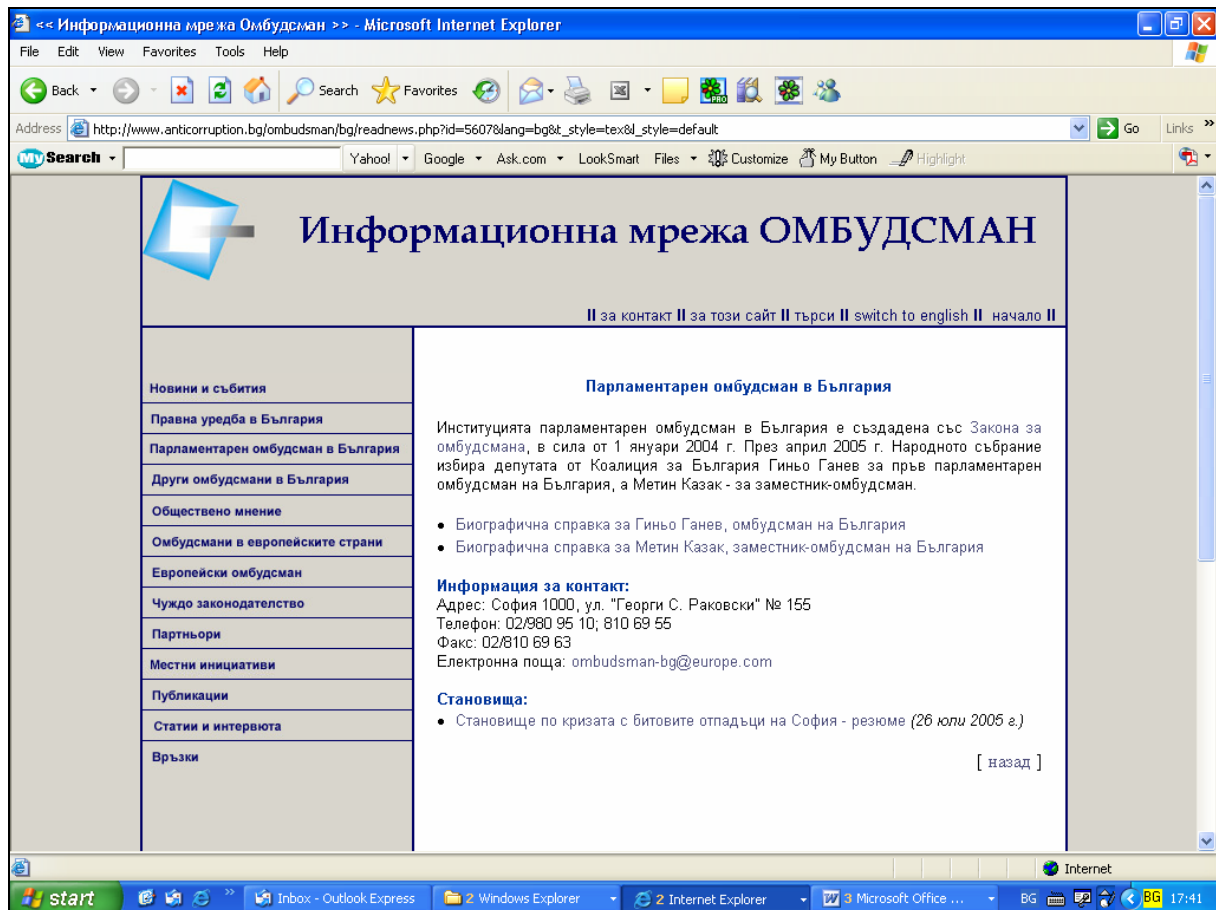 << Информационна мрежа Омбудсман >> - Microsoft Internet Explorer
File Edit View Favorites Tools Help
Back Search Favorites
Address http://www.anticorruption.bg/ombudsman/bg/readnews.php?id=5607&lang=bg&t_style=tex&l_style=default Go Links »
My Search Yahoo! Google Ask.com LookSmart Files Customize My Button Highlight
Информационна мрежа ОМБУДСМАН
II за контакт II за този сайт II търси II switch to english II начало II
Новини и събития
Правна уредба в България
Парламентарен омбудсман в България
Други омбудсмани в България
Обществено мнение
Омбудсмани в европейските страни
Европейски омбудсман
Чуждо законодателство
Партньори
Местни инициативи
Публикации
Статии и интервюта
Връзки
Парламентарен омбудсман в България
Институцията парламентарен омбудсман в България е създадена със Закона за
омбудсмана, в сила от 1 януари 2004 г. През април 2005 г. Народното събрание
избира депутата от Коалиция за България Гиньо Ганев за пръв парламентарен
омбудсман на България, а Метин Казак - за заместник-омбудсман.
• Биографична справка за Гиньо Ганев, омбудсман на България
• Биографична справка за Метин Казак, заместник-омбудсман на България
Информация за контакт:
Адрес: София 1000, ул. "Георги С. Раковски" № 155
Телефон: 02/980 95 10; 810 69 55
Факс: 02/810 69 63
Електронна поща: ombudsman-bg@europe.com
Становища:
• Становище по кризата с битовите отпадъци на София - резюме (26 юли 2005 г.)
[ назад ]
Internet
start » Inbox - Outlook Express 2 Windows Explorer 2 Internet Explorer 3 Microsoft Office ... BG BG 17:41